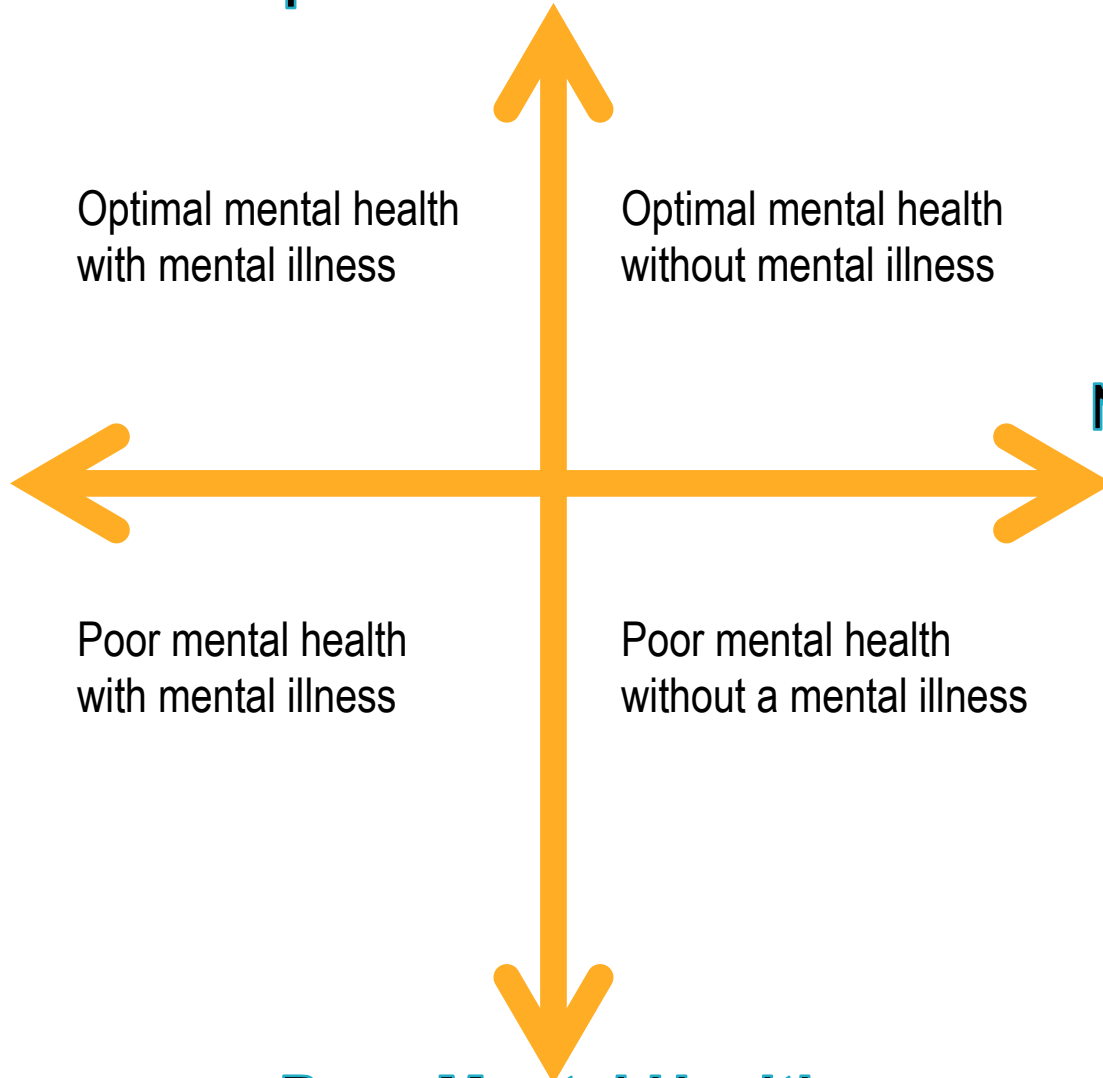 Optimal mental health
with mental illness
Optimal mental health
without mental illness
Poor mental health
with mental illness
Poor mental health
without a mental illness